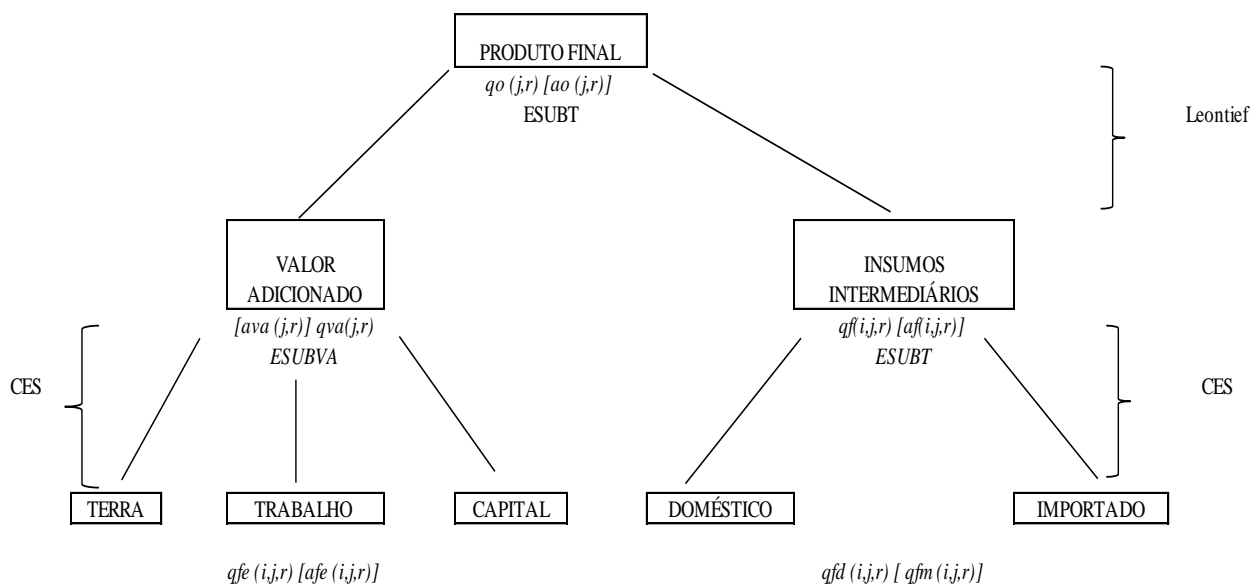 PRODUTO FINAL
qo (j,r) [ao (j,r)]
ESUBT
Leontief
VALOR
ADICIONADO
[ava (j,r)] qva(j,r)
ESUBVA
INSUMOS
INTERMEDIÁRIOS
qf(i,j,r) [af(i,j,r)]
ESUBT
CES
CES
TERRA
TRABALHO
CAPITAL
DOMÉSTICO
IMPORTADO
qfe (i,j,r) [afe (i,j,r)]
qfd (i,j,r) [ qfm (i,j,r)]